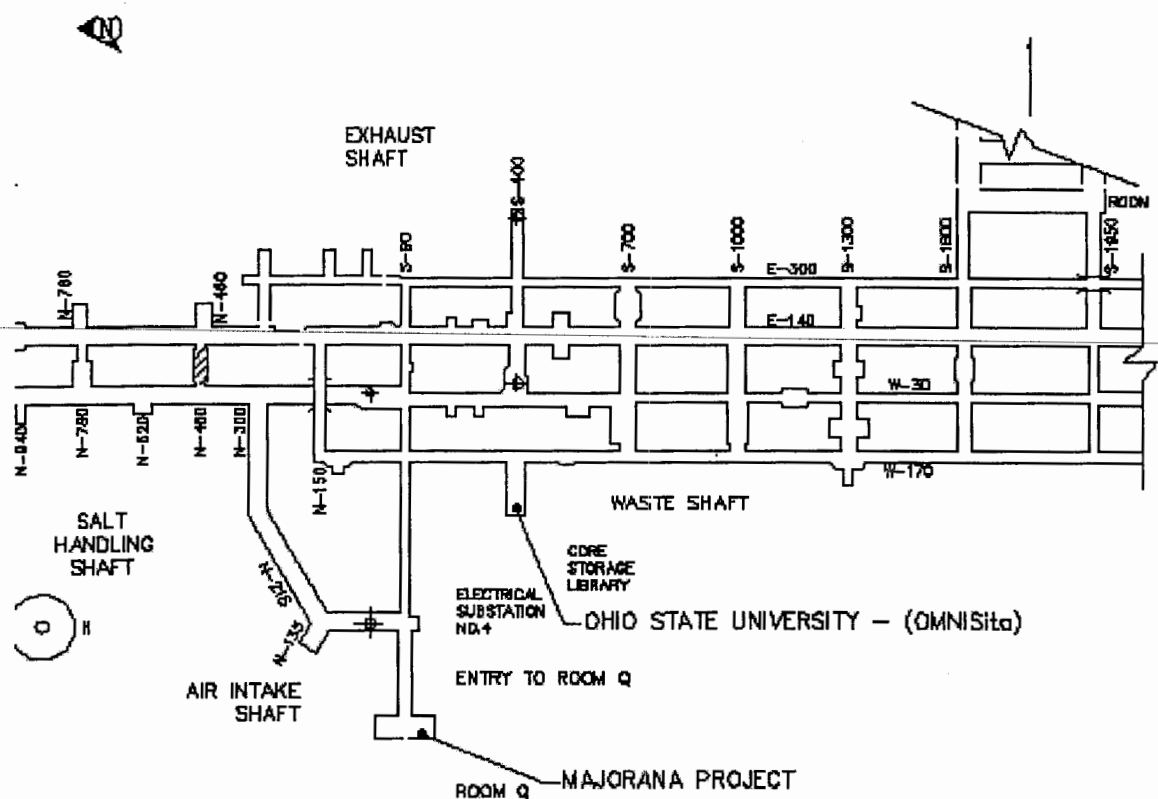 N
EXHAUST
SHAFT
S-400
S-90
S-700
S-1000
S-1300
S-1600
S-1950
ROON
E-300
N-780
N-460
E-140
W-30
N-940
N-780
N-620
N-460
N-300
N-150
W-170
SALT
HANDLING
SHAFT
WASTE SHAFT
CORE
STORAGE
LIBRARY
N-215
ELECTRICAL
SUBSTATION
NO.4
OHIO STATE UNIVERSITY - (OMNISita)
H
N-135
ENTRY TO ROOM Q
AIR INTAKE
SHAFT
MAJORANA PROJECT
ROOM Q